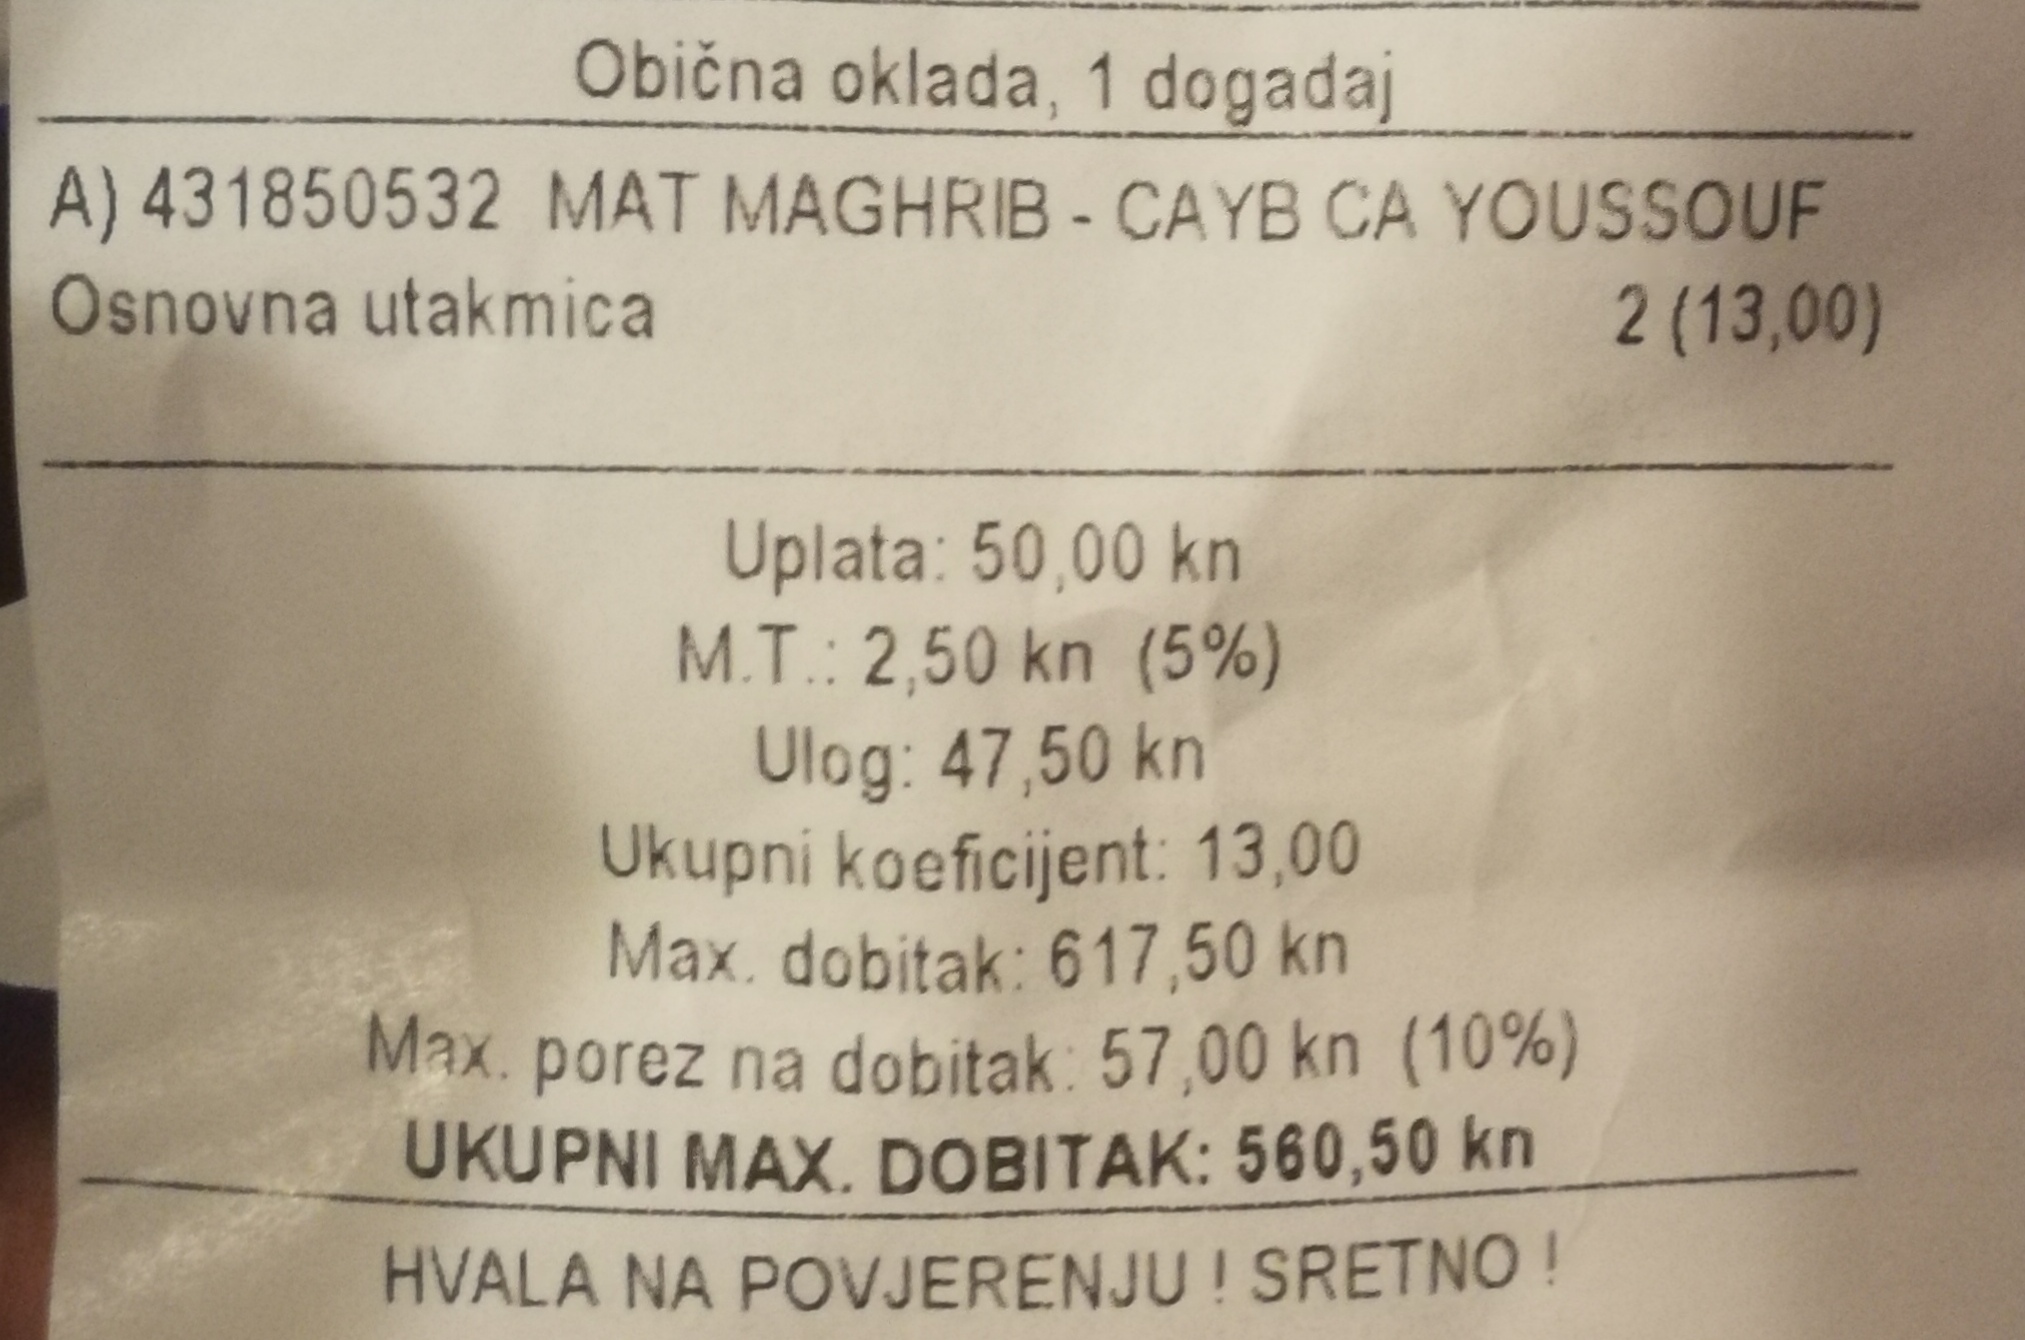 Obična oklada, 1 dogadaj
A) 431850532 MAT MAGHRIB - CAYB CA YOUSSOUF
Osnovna utakmica 2 (13,00)
Uplata: 50,00 kn
M.T.: 2,50 kn (5%)
Ulog: 47,50 kn
Ukupni koeficijent: 13,00
Max. dobitak: 617,50 kn
Max. porez na dobitak: 57,00 kn (10%)
UKUPNI MAX. DOBITAK: 560,50 kn
HVALA NA POVJERENJU ! SRETNO !